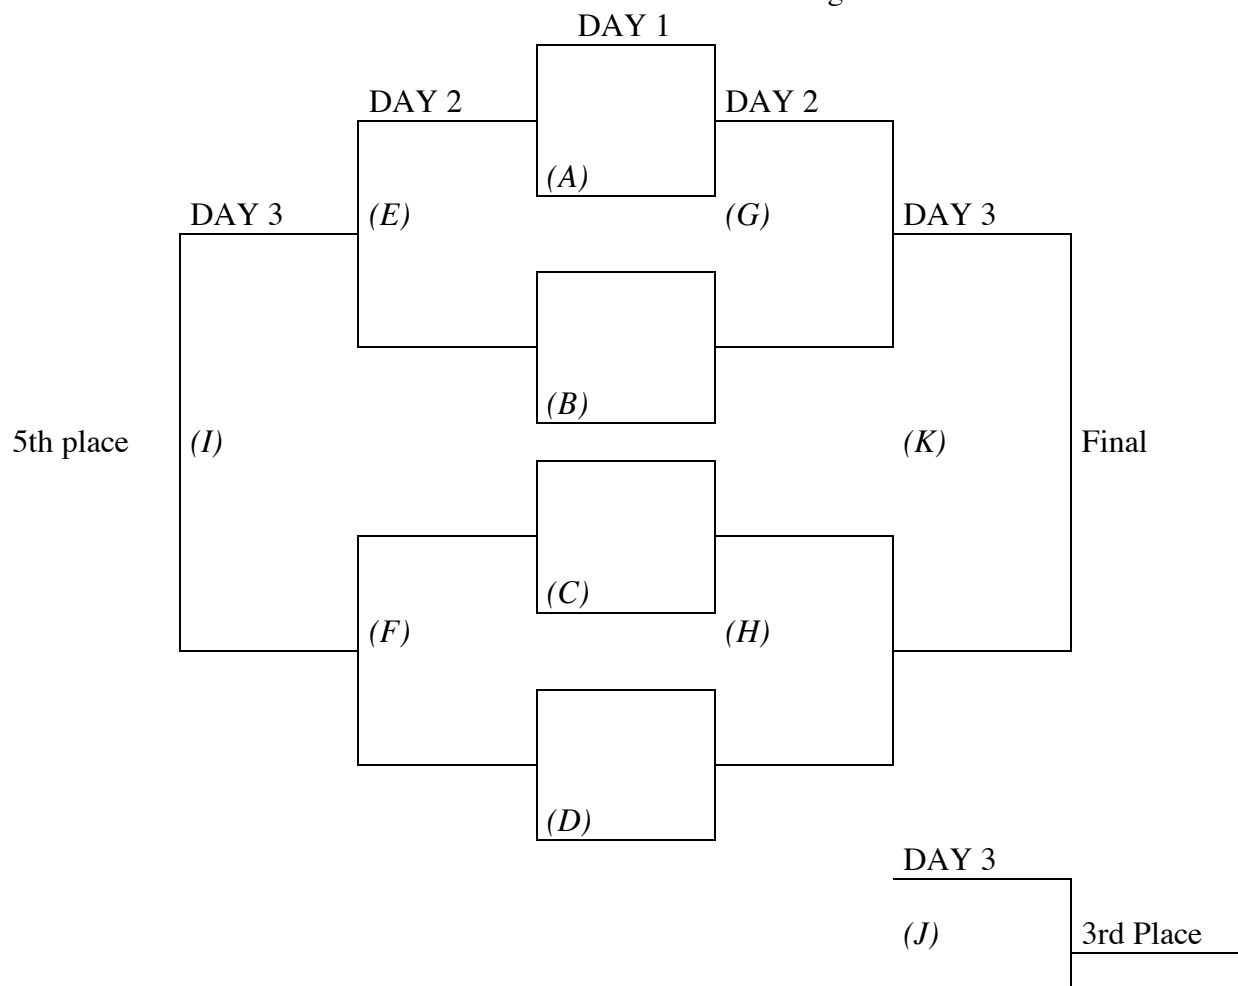 DAY 1
DAY 2 DAY 2
(A)
DAY 3 (E) (G) DAY 3
(B)
5th place (I) (K) Final
(C)
(F) (H)
(D)
DAY 3
(J) 3rd Place